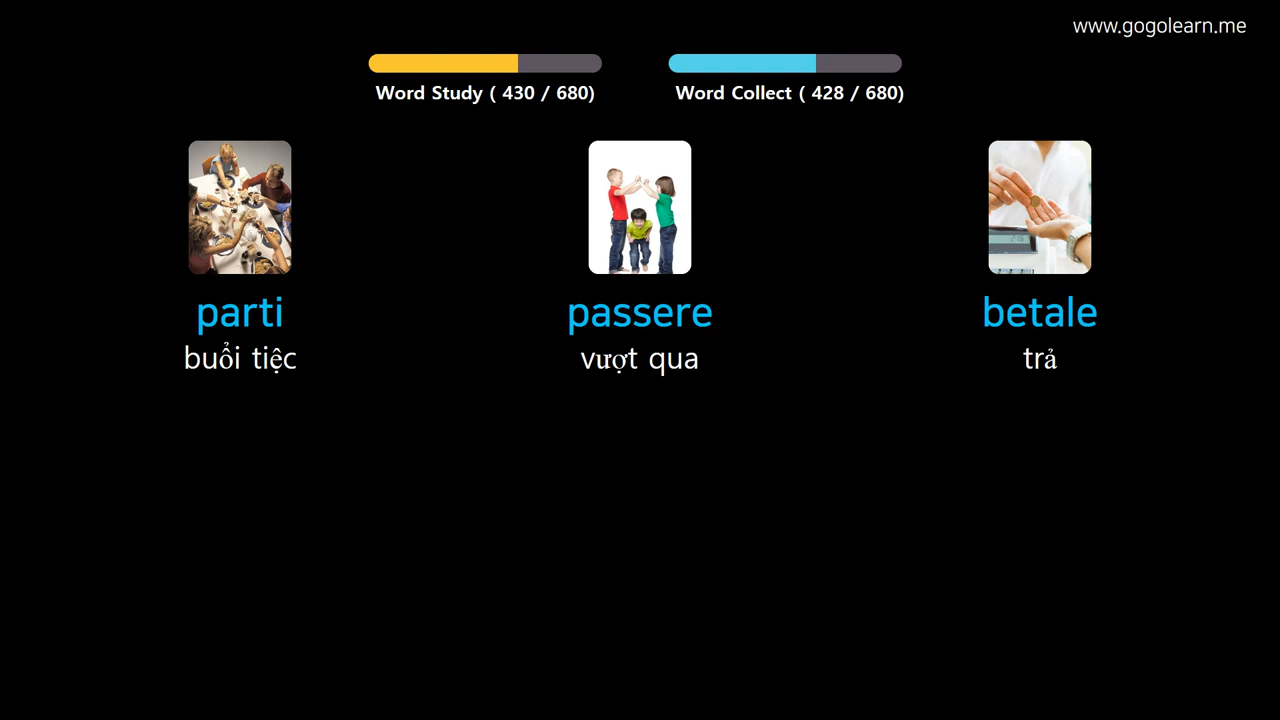 www.gogolearn.me
Word Study ( 430 / 680)
Word Collect ( 428 / 680)
parti
buổi tiệc
passere
vượt qua
betale
trả